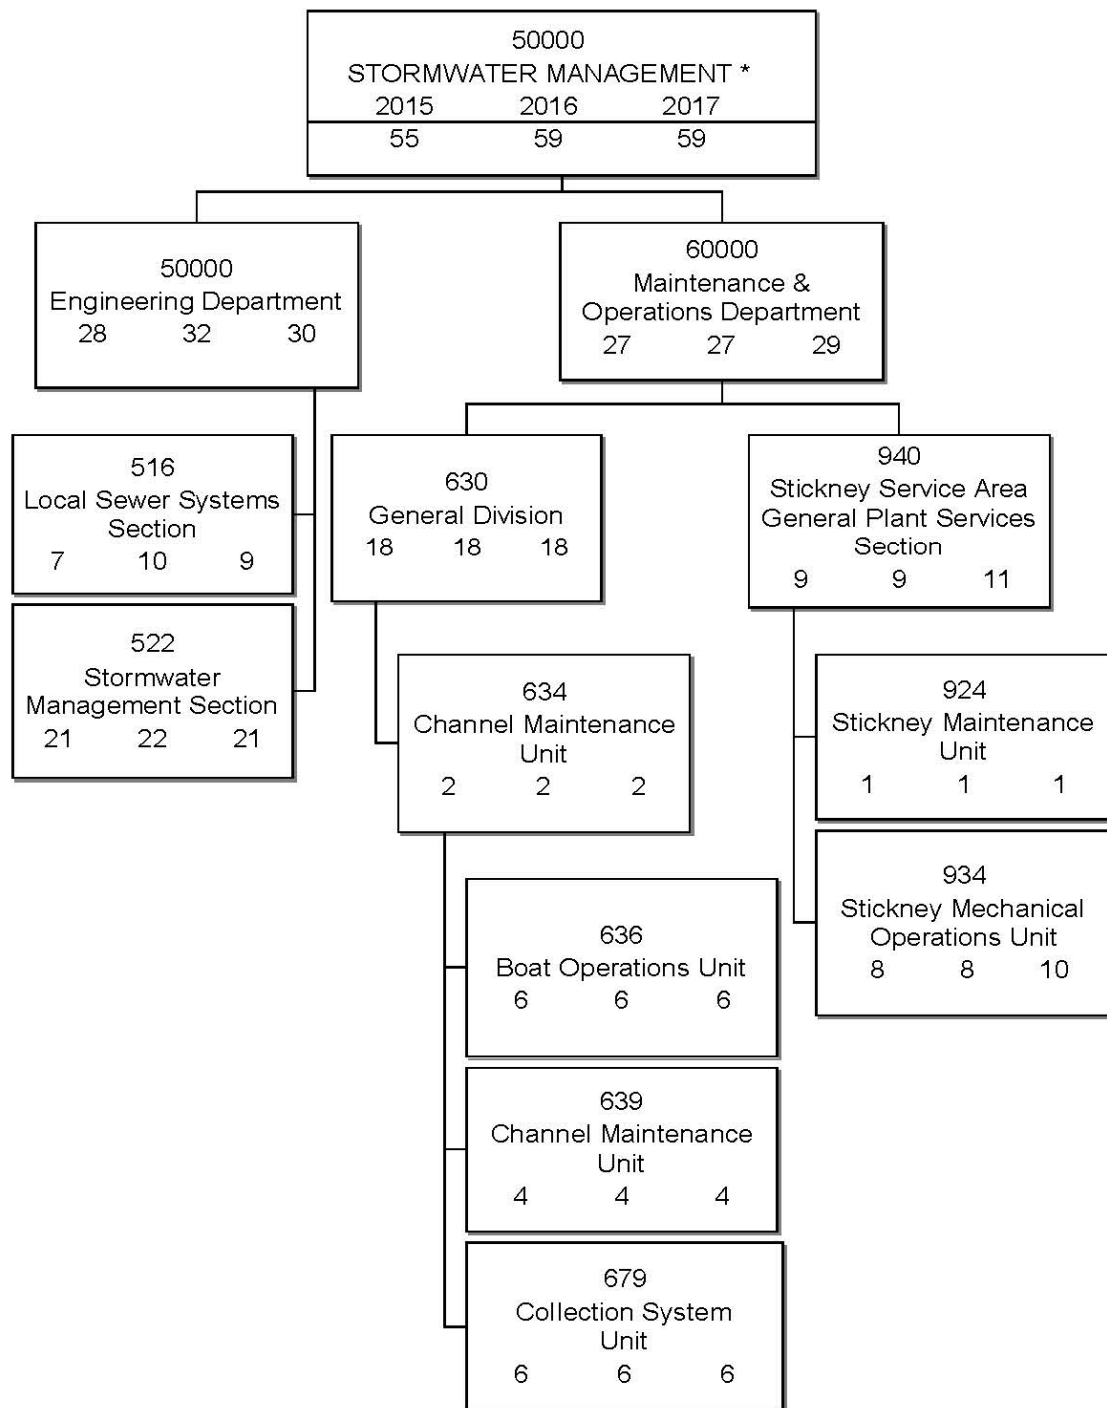 50000
STORMWATER MANAGEMENT *
2015 2016 2017
55 59 59
50000
Engineering Department
28 32 30
60000
Maintenance &
Operations Department
27 27 29
516
Local Sewer Systems
Section
7 10 9
522
Stormwater
Management Section
21 22 21
630
General Division
18 18 18
634
Channel Maintenance
Unit
2 2 2
636
Boat Operations Unit
6 6 6
639
Channel Maintenance
Unit
4 4 4
679
Collection System
Unit
6 6 6
940
Stickney Service Area
General Plant Services
Section
9 9 11
924
Stickney Maintenance
Unit
1 1 1
934
Stickney Mechanical
Operations Unit
8 8 10